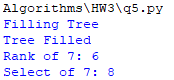 Algorithms\HW3\q5.py
Filling Tree
Tree Filled
Rank of 7: 6
Select of 7: 8